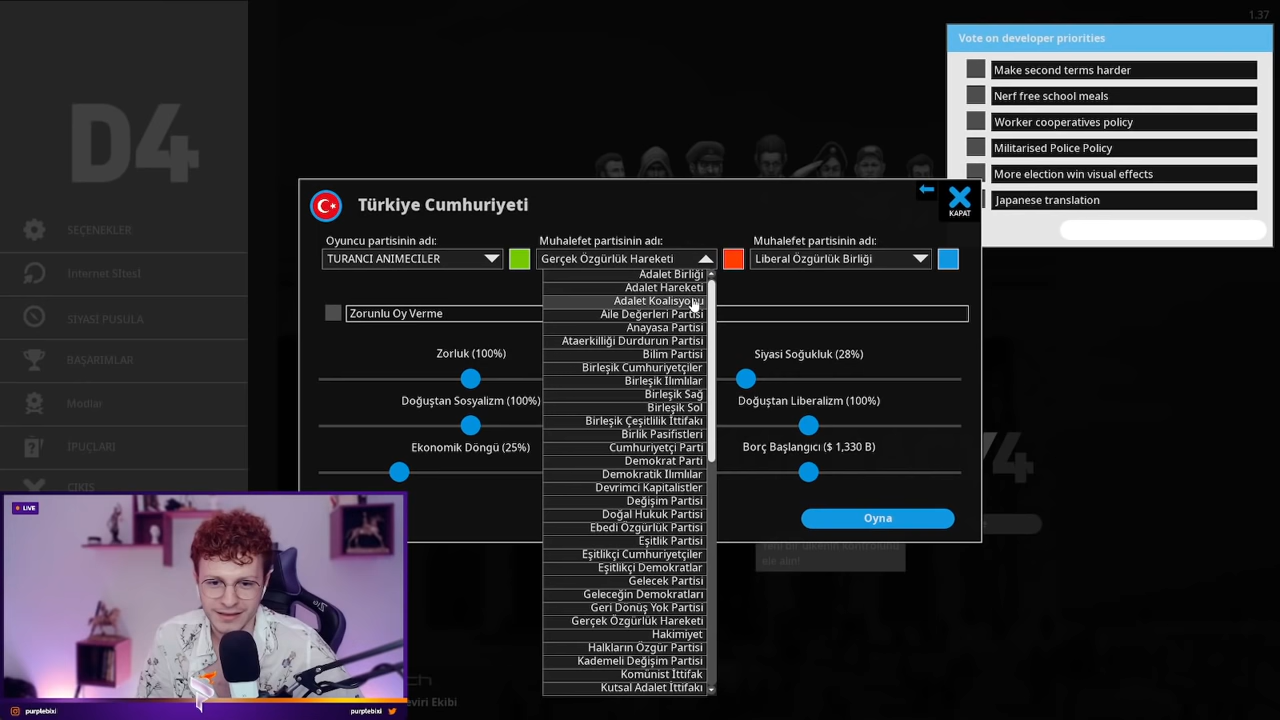 1.37
D4
SEÇENEKLER
İnternet Sitesi
SİYASİ PUSULA
BAŞARIMLAR
Modlar
İPUÇLARI
ÇIKIŞ
Vote on developer priorities
Make second terms harder
Nerf free school meals
Worker cooperatives policy
Militarised Police Policy
More election win visual effects
Japanese translation
Türkiye Cumhuriyeti
KAPAT
Oyuncu partisinin adı:
Muhalefet partisinin adı:
Muhalefet partisinin adı:
TURANCI ANIMECILER
Gerçek Özgürlük Hareketi
Liberal Özgürlük Birliği
Zorunlu Oy Verme
Zorluk (100%)
Siyasi Soğukluk (28%)
Doğuştan Sosyalizm (100%)
Doğuştan Liberalizm (100%)
Ekonomik Döngü (25%)
Borç Başlangıcı ($ 1,330 B)
Oyna
Adalet Birliği
Adalet Hareketi
Adalet Koalisyonu
Aile Değerleri Partisi
Anayasa Partisi
Ataerkilliği Durdurun Partisi
Bilim Partisi
Birleşik Cumhuriyetçiler
Birleşik Ilımlılar
Birleşik Sağ
Birleşik Sol
Birleşik Çeşitlilik İttifakı
Birlik Pasifistleri
Cumhuriyetçi Parti
Demokrat Parti
Demokratik Ilımlılar
Devrimci Kapitalistler
Değişim Partisi
Doğal Hukuk Partisi
Ebedi Özgürlük Partisi
Eşitlik Partisi
Eşitlikçi Cumhuriyetçiler
Eşitlikçi Demokratlar
Gelecek Partisi
Geleceğin Demokratları
Geri Dönüş Yok Partisi
Gerçek Özgürlük Hareketi
Hakimiyet
Halkların Özgür Partisi
Kademeli Değişim Partisi
Komünist İttifak
Kutsal Adalet İttifakı
Yeni bir ülkenin kontrolünü
ele alın!
LIVE
purplebixi
purplebixi
eviri Ekibi